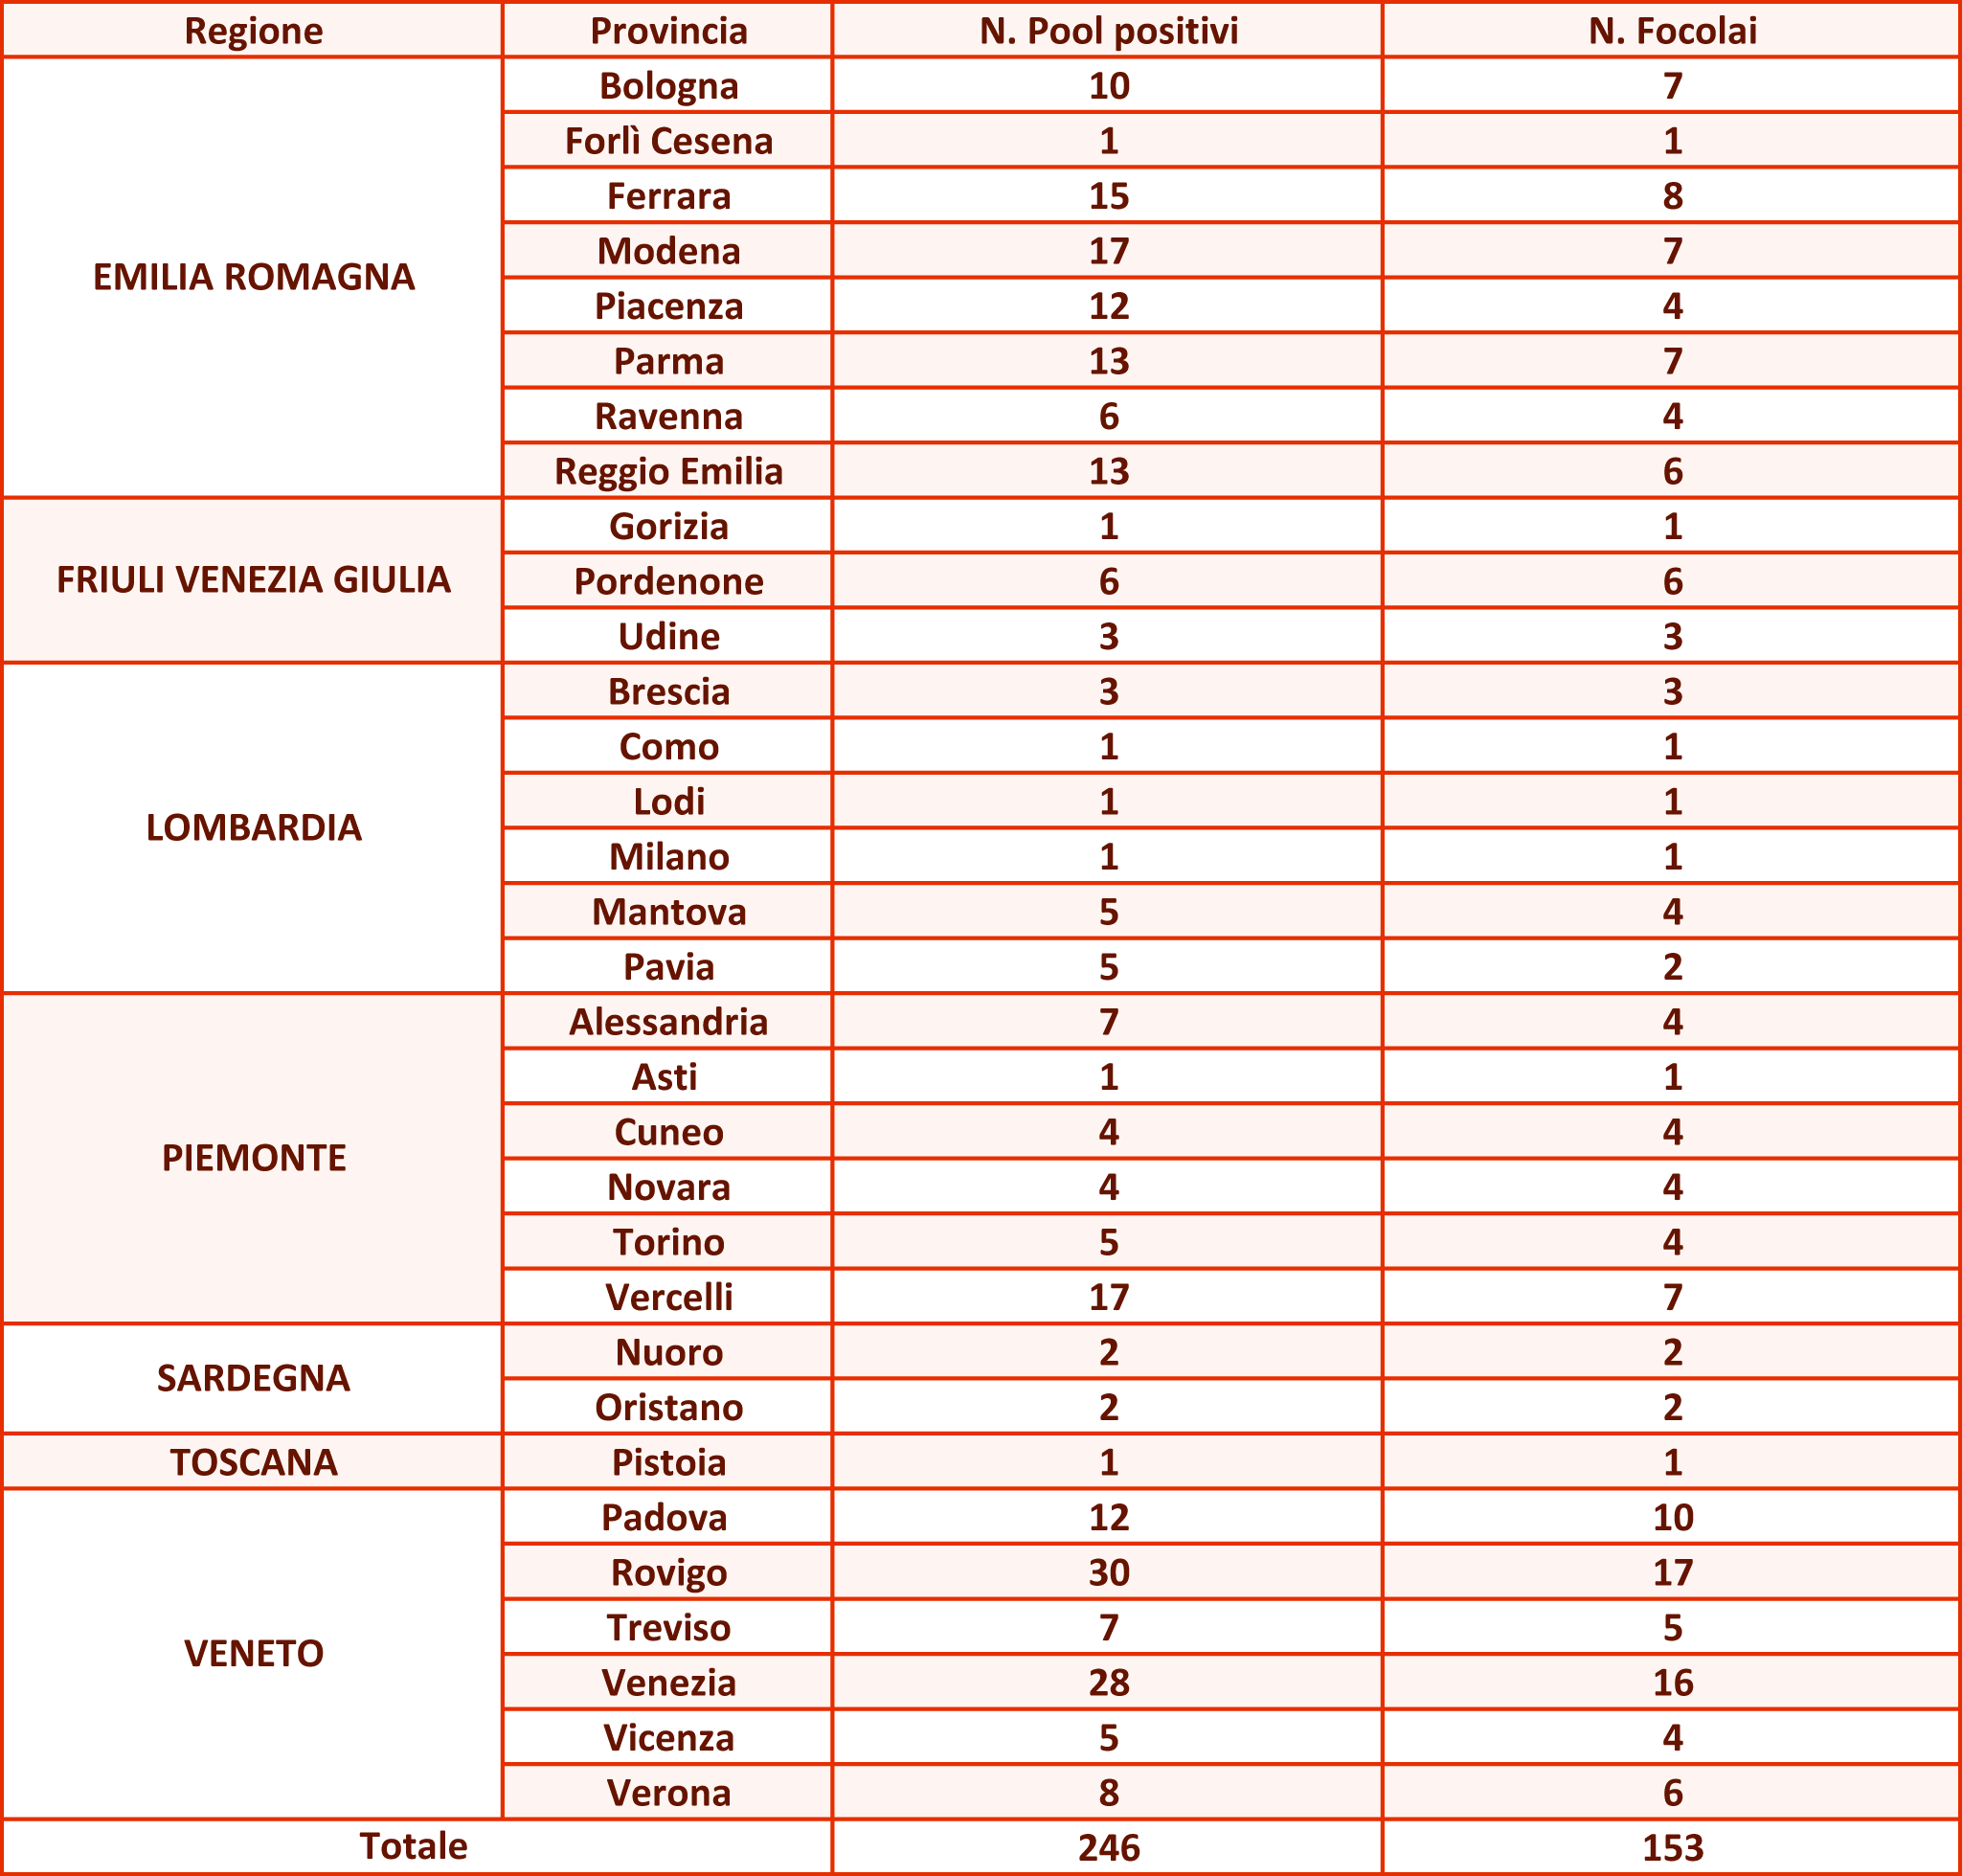 Regione Provincia N. Pool positivi N. Focolai
EMILIA ROMAGNA
Bologna 10 7
Forlì Cesena 1 1
Ferrara 15 8
Modena 17 7
Piacenza 12 4
Parma 13 7
Ravenna 6 4
Reggio Emilia 13 6
FRIULI VENEZIA GIULIA
Gorizia 1 1
Pordenone 6 6
Udine 3 3
LOMBARDIA
Brescia 3 3
Como 1 1
Lodi 1 1
Milano 1 1
Mantova 5 4
Pavia 5 2
PIEMONTE
Alessandria 7 4
Asti 1 1
Cuneo 4 4
Novara 4 4
Torino 5 4
Vercelli 17 7
SARDEGNA
Nuoro 2 2
Oristano 2 2
TOSCANA Pistoia 1 1
VENETO
Padova 12 10
Rovigo 30 17
Treviso 7 5
Venezia 28 16
Vicenza 5 4
Verona 8 6
Totale 246 153